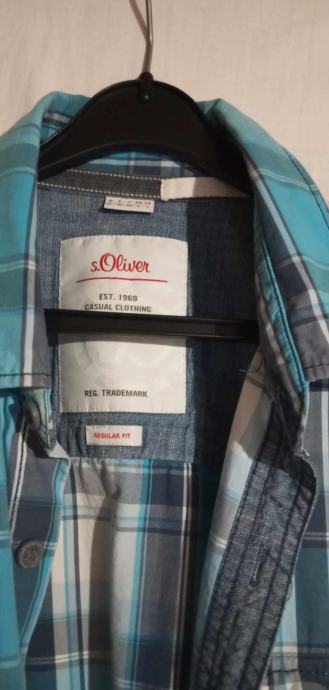 s.Oliver
EST. 1969
CASUAL CLOTHING
REG. TRADEMARK
REGULAR FIT